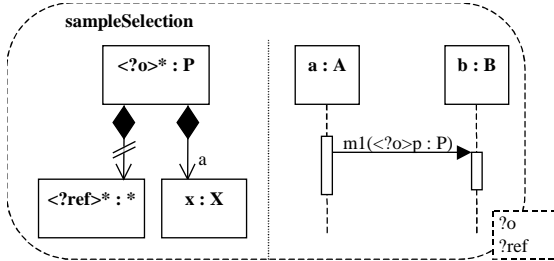 sampleSelection
<?o>* : P
a : A
b : B
m1(<?o>p : P)
a
<?ref>* : *
x : X
?o
?ref